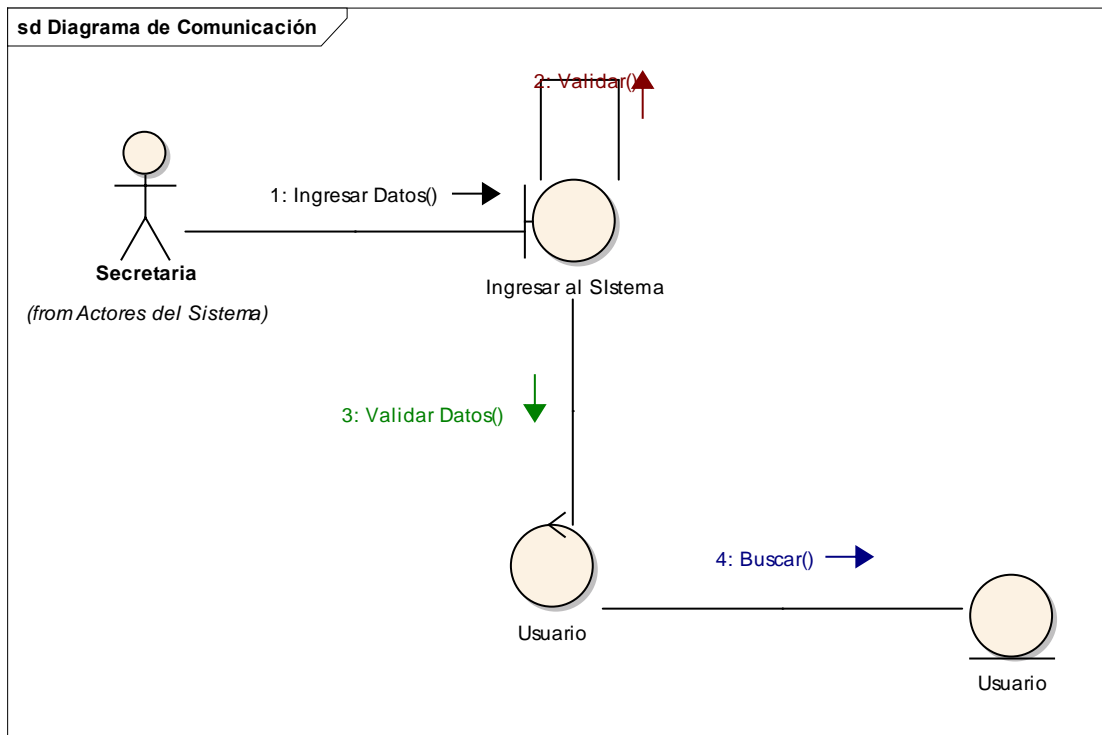 sd Diagrama de Comunicación
2: Validar()
1: Ingresar Datos()
Secretaria
(from Actores del Sistema)
Ingresar al SIstema
3: Validar Datos()
4: Buscar()
Usuario
Usuario